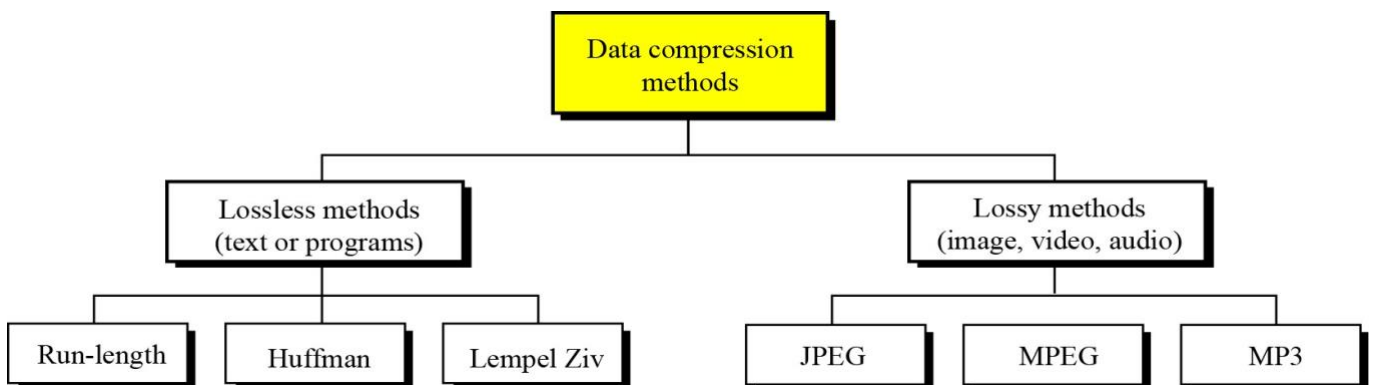 Data compression
methods
Lossless methods
(text or programs)
Lossy methods
(image, video, audio)
Run-length
Huffman
Lempel Ziv
JPEG
MPEG
MP3